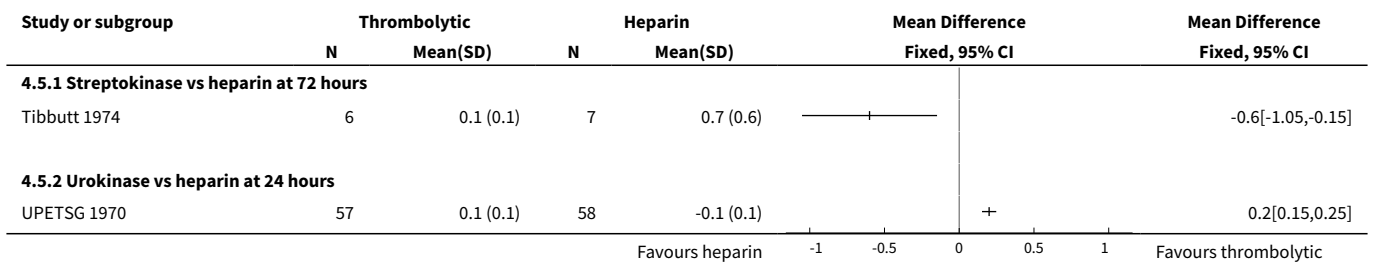 Study or subgroup Thrombolytic Heparin Mean Difference Mean Difference
N Mean(SD) N Mean(SD) Fixed, 95% CI Fixed, 95% CI
4.5.1 Streptokinase vs heparin at 72 hours
Tibbutt 1974 6 0.1 (0.1) 7 0.7 (0.6) -0.6[-1.05,-0.15]
4.5.2 Urokinase vs heparin at 24 hours
UPETSG 1970 57 0.1 (0.1) 58 -0.1 (0.1) 0.2[0.15,0.25]
Favours heparin -1 -0.5 0 0.5 1 Favours thrombolytic